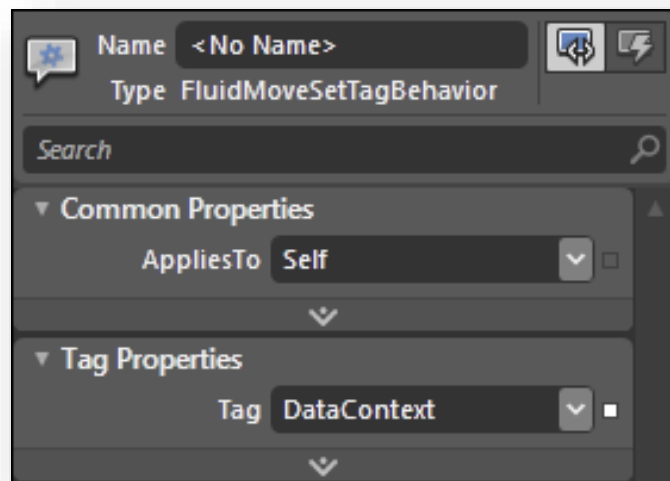 Name <No Name>
Type FluidMoveSetTagBehavior
Search
Common Properties
AppliesTo Self
Tag Properties
Tag DataContext